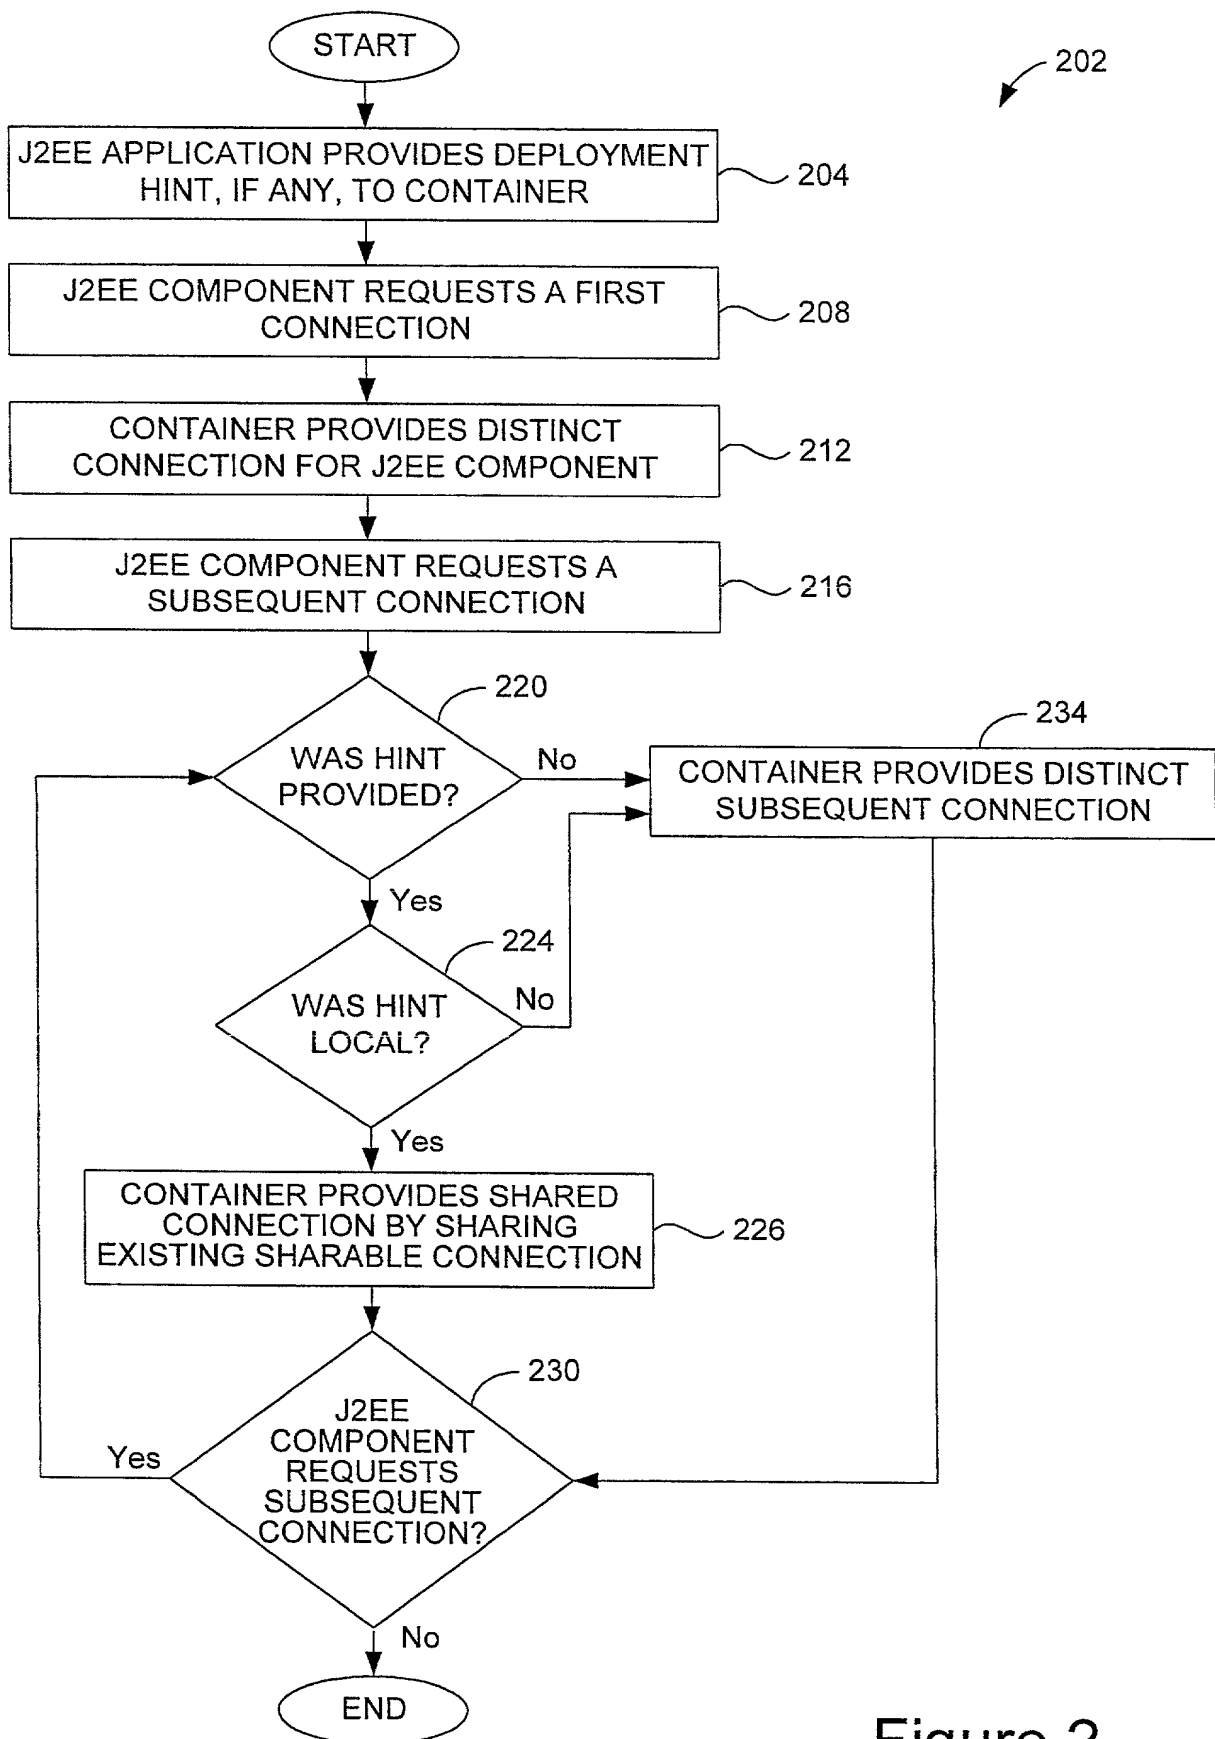 START
202
J2EE APPLICATION PROVIDES DEPLOYMENT
HINT, IF ANY, TO CONTAINER
204
J2EE COMPONENT REQUESTS A FIRST
CONNECTION
208
CONTAINER PROVIDES DISTINCT
CONNECTION FOR J2EE COMPONENT
212
J2EE COMPONENT REQUESTS A
SUBSEQUENT CONNECTION
216
220
WAS HINT
PROVIDED?
No
234
CONTAINER PROVIDES DISTINCT
SUBSEQUENT CONNECTION
Yes
224
WAS HINT
LOCAL?
No
Yes
CONTAINER PROVIDES SHARED
CONNECTION BY SHARING
EXISTING SHARABLE CONNECTION
226
230
J2EE
COMPONENT
REQUESTS
SUBSEQUENT
CONNECTION?
Yes
No
END
Figure 2